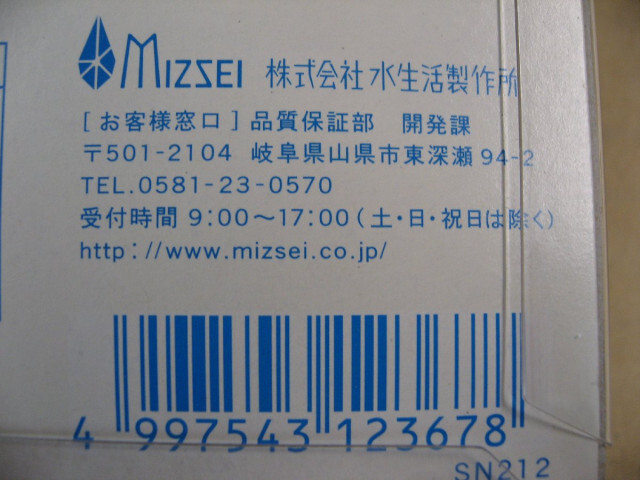 MIZSEI 株式会社 水生活製作所
[お客様窓口] 品質保証部 開発課
〒501-2104 岐阜県山県市東深瀬94-2
TEL.0581-23-0570
受付時間 9:00〜17:00(土・日・祝日は除く)
http://www.mizsei.co.jp/
4 997543 123678
SN212